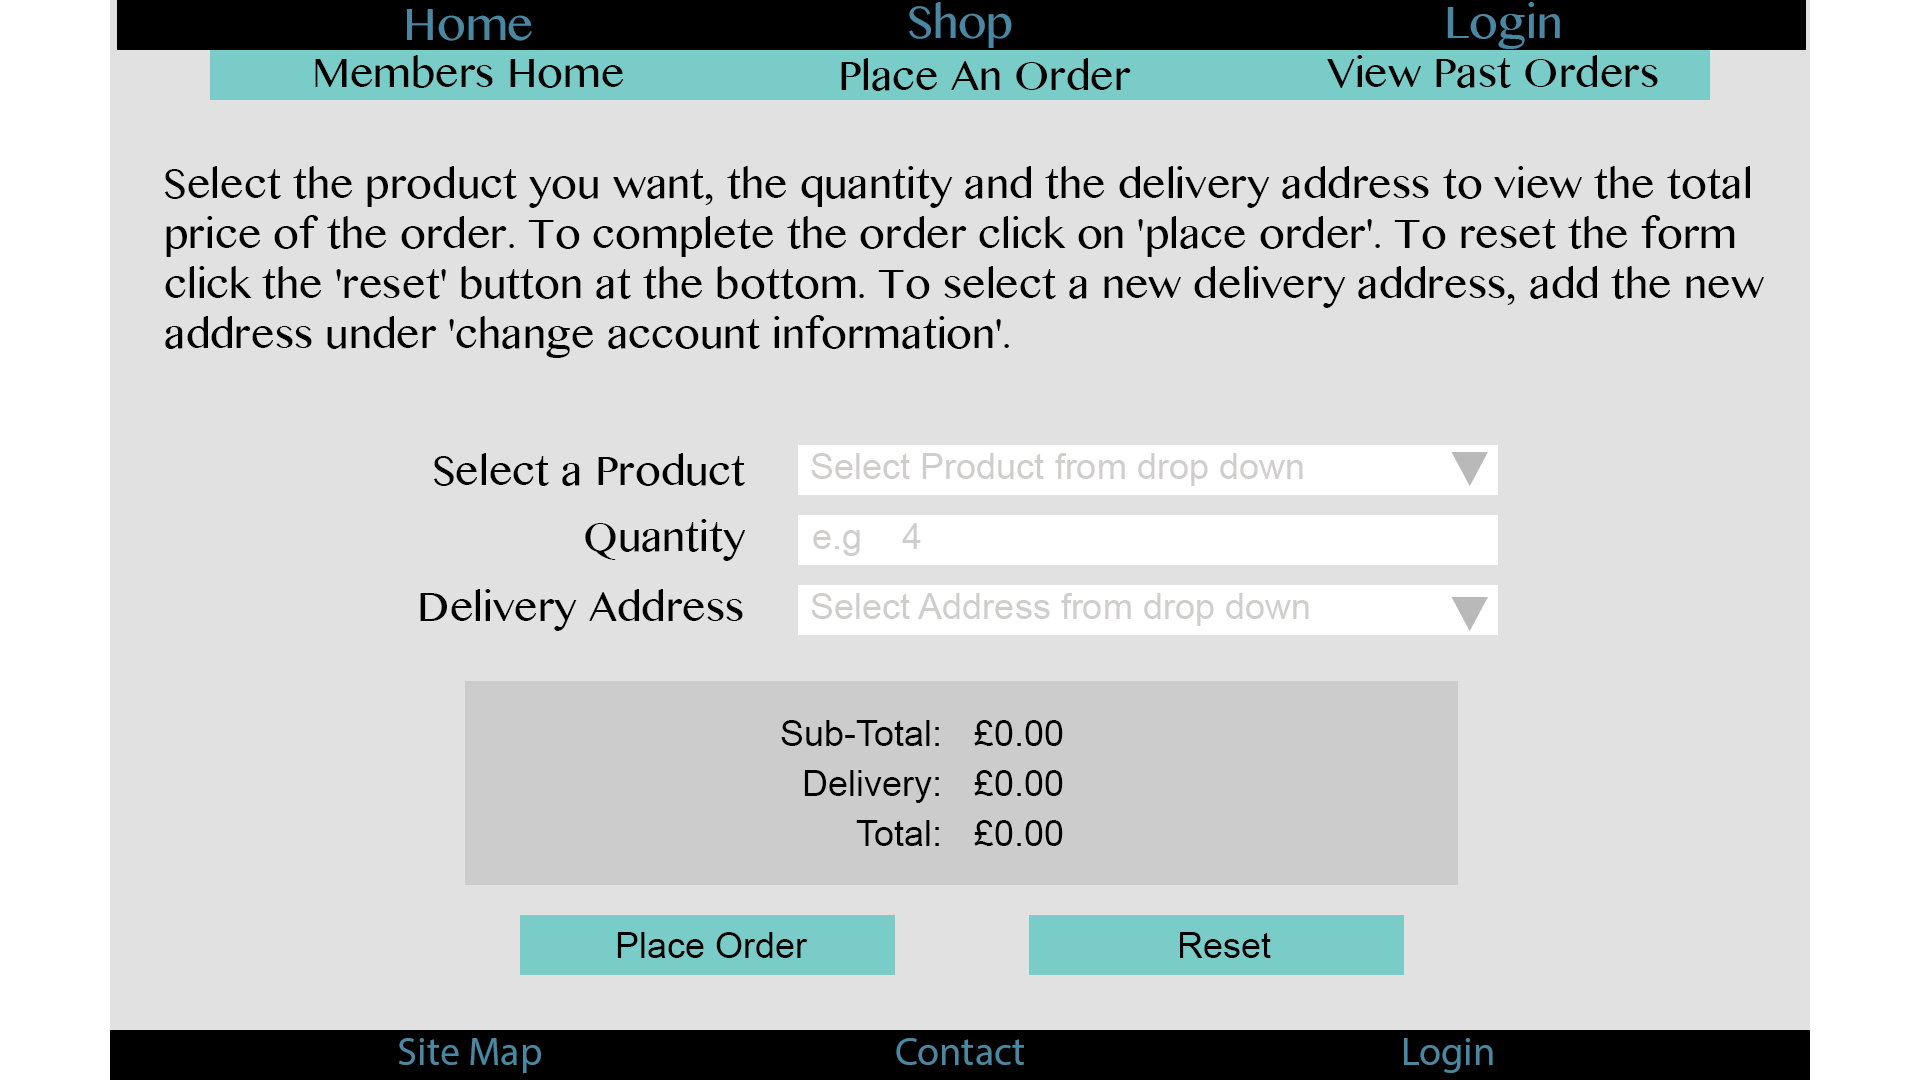 Home Shop Login
Members Home Place An Order View Past Orders
Select the product you want, the quantity and the delivery address to view the total
price of the order. To complete the order click on 'place order'. To reset the form
click the 'reset' button at the bottom. To select a new delivery address, add the new
address under 'change account information'.
Select a Product Select Product from drop down
Quantity e.g 4
Delivery Address Select Address from drop down
Sub-Total: £0.00
Delivery: £0.00
Total: £0.00
Place Order Reset
Site Map Contact Login